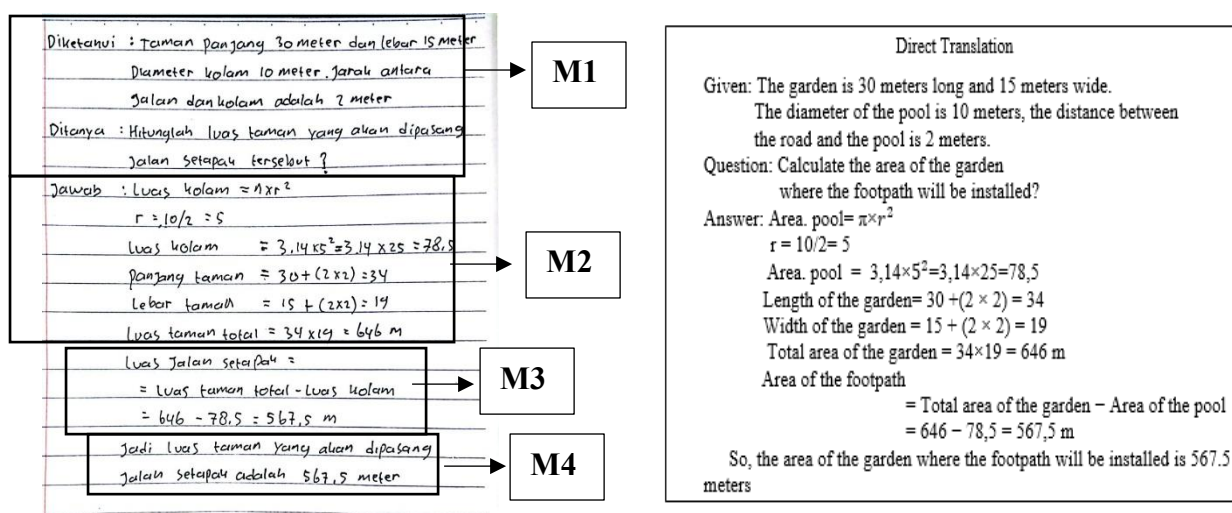 Diketahui : Taman panjang 30 meter dan lebar 15 meter
Diameter kolam 10 meter. Jarak antara
Jalan dan kolam adalah 2 meter
Ditanya : Hitunglah luas taman yang akan dipasang
Jalan setapak tersebut ?
Jawab : Luas kolam = π x r²
r = 10/2 = 5
Luas kolam = 3,14 x 5² = 3,14 x 25 = 78,5
Panjang taman = 30 + (2x2) = 34
Lebar taman = 15 + (2x2) = 19
Luas taman total = 34 x 19 = 646 m
Luas Jalan setapak =
= Luas taman total - Luas kolam
= 646 - 78,5 = 567,5 m
Jadi luas taman yang akan dipasang
Jalan setapak adalah 567,5 meter
M1
M2
M3
M4
Direct Translation
Given: The garden is 30 meters long and 15 meters wide.
The diameter of the pool is 10 meters, the distance between
the road and the pool is 2 meters.
Question: Calculate the area of the garden
where the footpath will be installed?
Answer: Area. pool= π×r²
r = 10/2= 5
Area. pool = 3,14×5²=3,14×25=78,5
Length of the garden= 30 +(2 × 2) = 34
Width of the garden = 15 + (2 × 2) = 19
Total area of the garden = 34×19 = 646 m
Area of the footpath
= Total area of the garden − Area of the pool
= 646 − 78,5 = 567,5 m
So, the area of the garden where the footpath will be installed is 567.5
meters